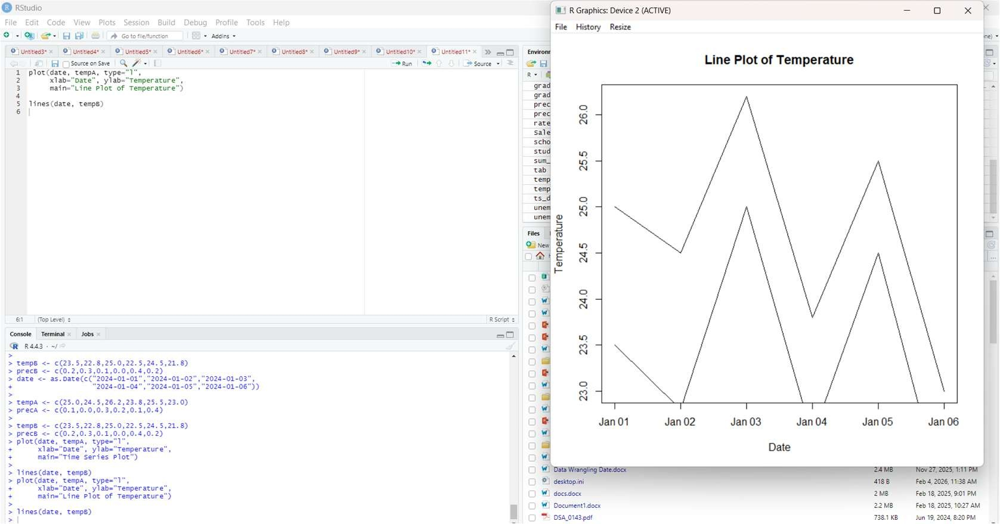 RStudio
File Edit Code View Plots Session Build Debug Profile Tools Help
Go to file/function Addins
Untitled3* Untitled4* Untitled5* Untitled6* Untitled7* Untitled8* Untitled9* Untitled10* Untitled11*
Source on Save Run Source
1 plot(date, tempA, type="l",
2 xlab="Date", ylab="Temperature",
3 main="Line Plot of Temperature")
4
5 lines(date, tempB)
6
6:1 (Top Level) R Script
Console Terminal Jobs
R 4.4.3 · ~/
>
> tempB <- c(23.5,22.8,25.0,22.5,24.5,21.8)
> precB <- c(0.2,0.3,0.1,0.0,0.4,0.2)
> date <- as.Date(c("2024-01-01","2024-01-02","2024-01-03",
+ "2024-01-04","2024-01-05","2024-01-06"))
>
> tempA <- c(25.0,24.5,26.2,23.8,25.5,23.0)
> precA <- c(0.1,0.0,0.3,0.2,0.1,0.4)
>
> tempB <- c(23.5,22.8,25.0,22.5,24.5,21.8)
> precB <- c(0.2,0.3,0.1,0.0,0.4,0.2)
> plot(date, tempA, type="l",
+ xlab="Date", ylab="Temperature",
+ main="Time Series Plot")
>
> lines(date, tempB)
> plot(date, tempA, type="l",
+ xlab="Date", ylab="Temperature",
+ main="Line Plot of Temperature")
>
> lines(date, tempB)
>
Environ
R
grad
grad
prec
prec
rate
Sale
scho
stud
sum_
tab
temp
temp
ts_d
unem
unem
Files
New
R Graphics: Device 2 (ACTIVE)
File History Resize
Line Plot of Temperature
Temperature
26.0
25.5
25.0
24.5
24.0
23.5
23.0
Jan 01 Jan 02 Jan 03 Jan 04 Jan 05 Jan 06
Date
Data Wrangling Date.docx 2.4 MB Nov 27, 2025, 1:11 PM
desktop.ini 418 B Feb 4, 2026, 11:38 AM
docs.docx 2 MB Feb 18, 2025, 9:01 PM
Document1.docx 2.2 MB Feb 18, 2025, 10:27 AM
DSA_0143.pdf 738.1 KB Jun 19, 2024, 8:20 PM